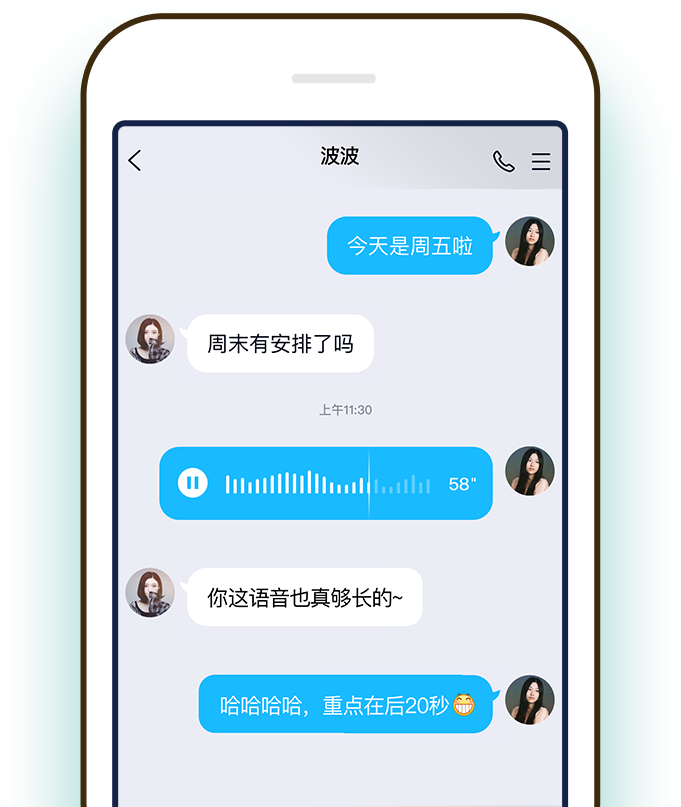 波波
今天是周五啦
周末有安排了吗
上午11:30
58"
你这语音也真够长的~
哈哈哈哈，重点在后20秒😁